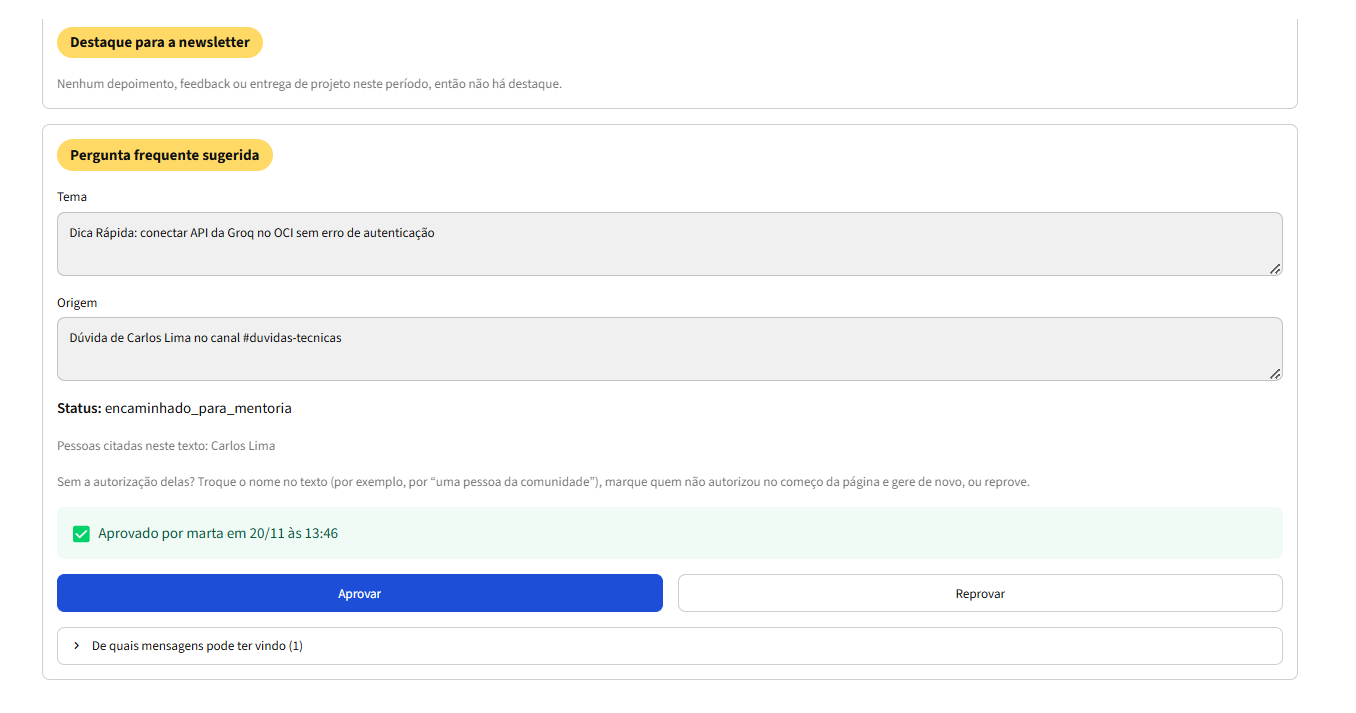 Destaque para a newsletter
Nenhum depoimento, feedback ou entrega de projeto neste período, então não há destaque.
Pergunta frequente sugerida
Tema
Dica Rápida: conectar API da Groq no OCI sem erro de autenticação
Origem
Dúvida de Carlos Lima no canal #duvidas-tecnicas
Status: encaminhado_para_mentoria
Pessoas citadas neste texto: Carlos Lima
Sem a autorização delas? Troque o nome no texto (por exemplo, por “uma pessoa da comunidade”), marque quem não autorizou no começo da página e gere de novo, ou reprove.
Aprovado por marta em 20/11 às 13:46
Aprovar
Reprovar
De quais mensagens pode ter vindo (1)